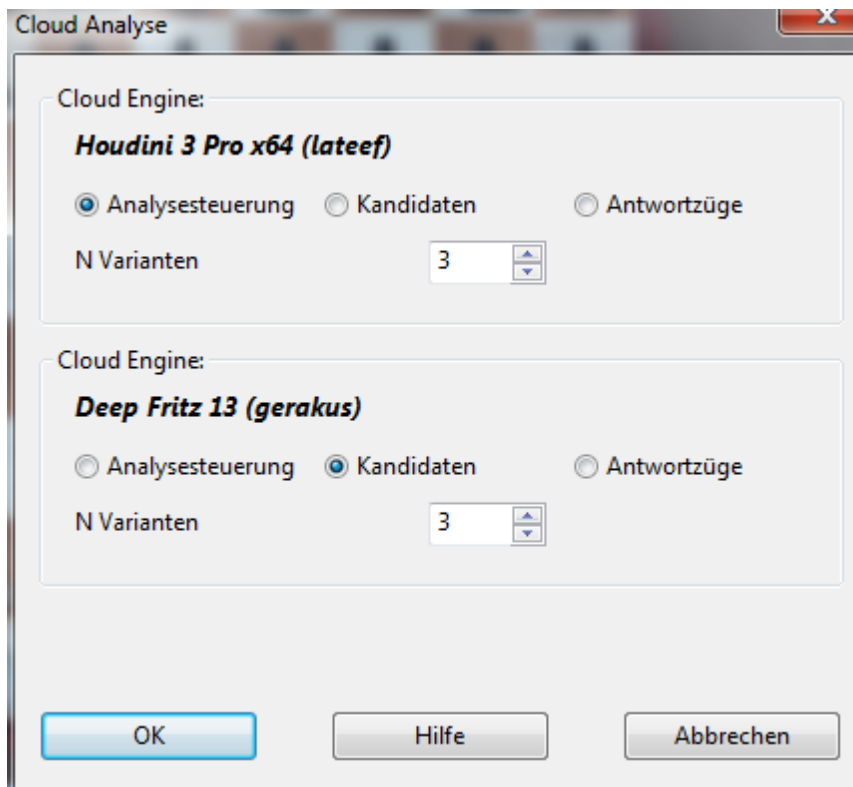 Cloud Analyse
Cloud Engine:
Houdini 3 Pro x64 (lateef)
Analysesteuerung Kandidaten Antwortzüge
N Varianten 3
Cloud Engine:
Deep Fritz 13 (gerakus)
Analysesteuerung Kandidaten Antwortzüge
N Varianten 3
OK Hilfe Abbrechen